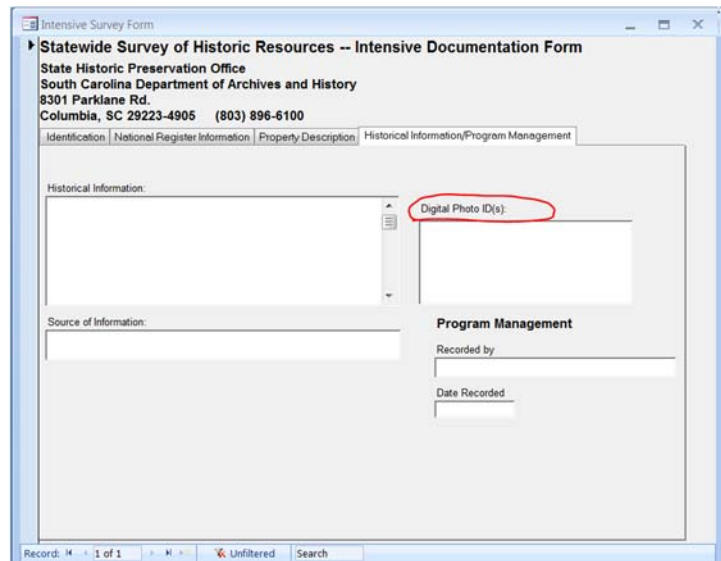 Intensive Survey Form
Statewide Survey of Historic Resources -- Intensive Documentation Form
State Historic Preservation Office
South Carolina Department of Archives and History
8301 Parklane Rd.
Columbia, SC 29223-4905 (803) 896-6100
Identification National Register Information Property Description Historical Information/Program Management
Historical Information:
Digital Photo ID(s):
Source of Information:
Program Management
Recorded by
Date Recorded
Record: 1 of 1 Unfiltered Search